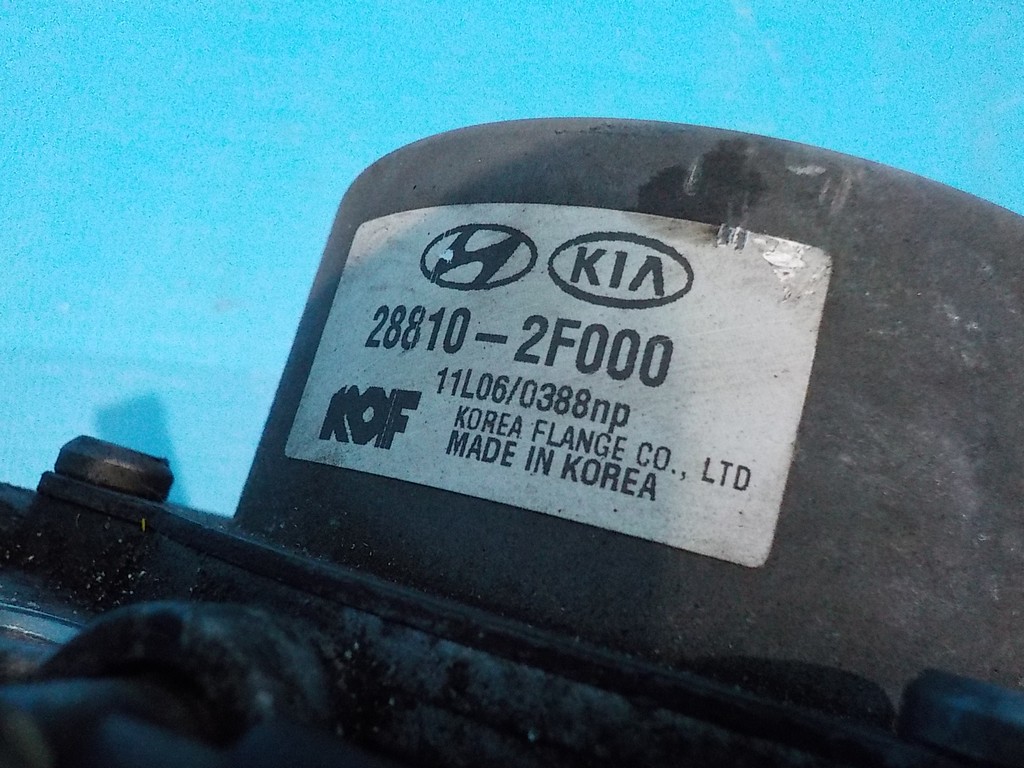 KIA
28810-2F000
11L06/0388np
KOF
KOREA FLANGE CO., LTD
MADE IN KOREA